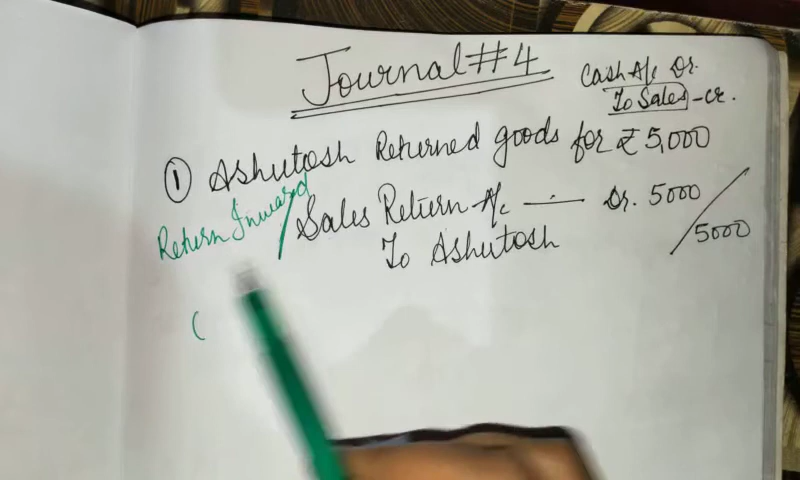 Journal#4
Cash A/c Dr.
To Sales - cr.
① Ashutosh Returned goods for ₹ 5,000
Return Inward / Sales Return A/c — Dr. 5000
To Ashutosh / 5000
(